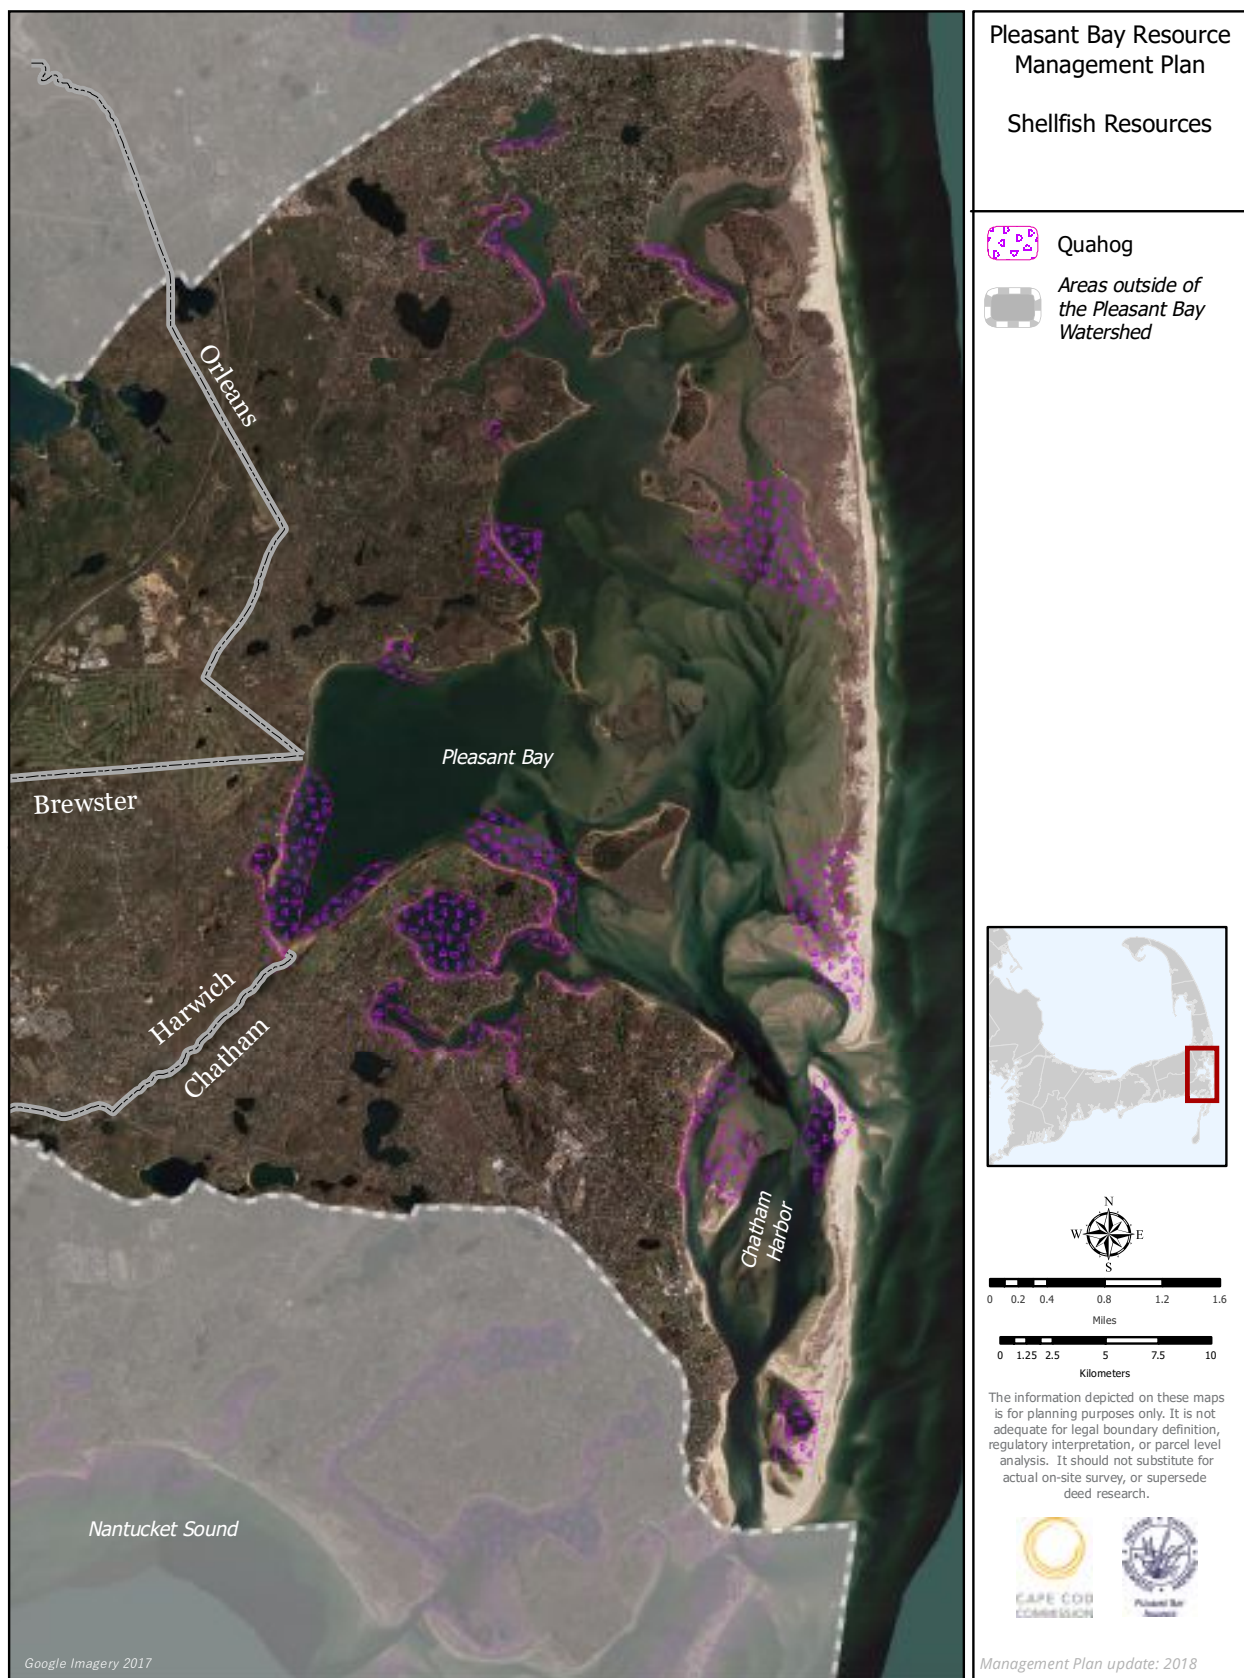 Pleasant Bay Resource
Management Plan
Shellfish Resources
Quahog
Areas outside of
the Pleasant Bay
Watershed
Orleans
Pleasant Bay
Brewster
Harwich
Chatham
Chatham
Harbor
Nantucket Sound
Google Imagery 2017
N
W E
S
0 0.2 0.4 0.8 1.2 1.6
Miles
0 1.25 2.5 5 7.5 10
Kilometers
The information depicted on these maps
is for planning purposes only. It is not
adequate for legal boundary definition,
regulatory interpretation, or parcel level
analysis. It should not substitute for
actual on-site survey, or supersede
deed research.
CAPE COD
COMMISSION
Pleasant Bay
Alliance
Management Plan update: 2018